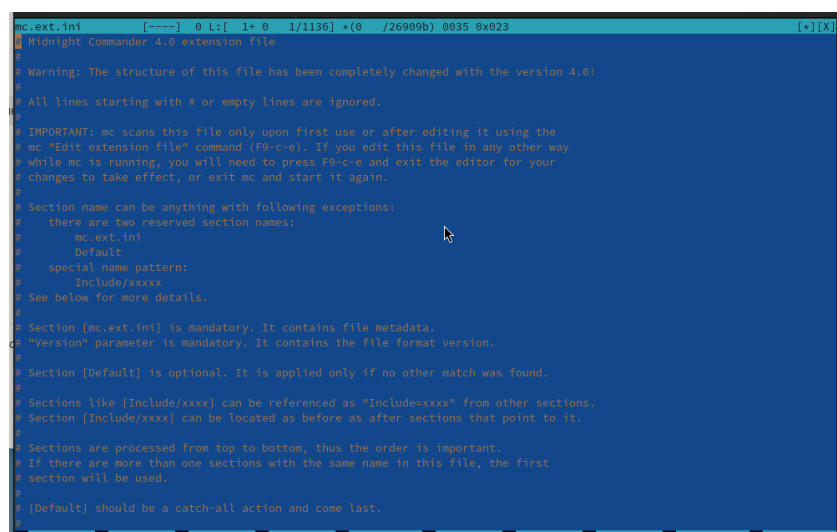 mc.ext.ini [----] 0 L:[ 1+ 0 1/1136] *(0 /26909b) 0035 0x023 [*][X]
# Midnight Commander 4.0 extension file
#
# Warning: The structure of this file has been completely changed with the version 4.0!
#
# All lines starting with # or empty lines are ignored.
#
# IMPORTANT: mc scans this file only upon first use or after editing it using the
# mc "Edit extension file" command (F9-c-e). If you edit this file in any other way
# while mc is running, you will need to press F9-c-e and exit the editor for your
# changes to take effect, or exit mc and start it again.
#
# Section name can be anything with following exceptions:
#    there are two reserved section names:
#        mc.ext.ini
#        Default
#    special name pattern:
#        Include/xxxxx
# See below for more details.
#
# Section [mc.ext.ini] is mandatory. It contains file metadata.
# "Version" parameter is mandatory. It contains the file format version.
#
# Section [Default] is optional. It is applied only if no other match was found.
#
# Sections like [Include/xxxx] can be referenced as "Include=xxxx" from other sections.
# Section [Include/xxxx] can be located as before as after sections that point to it.
#
# Sections are processed from top to bottom, thus the order is important.
# If there are more than one sections with the same name in this file, the first
# section will be used.
#
# [Default] should be a catch-all action and come last.
#